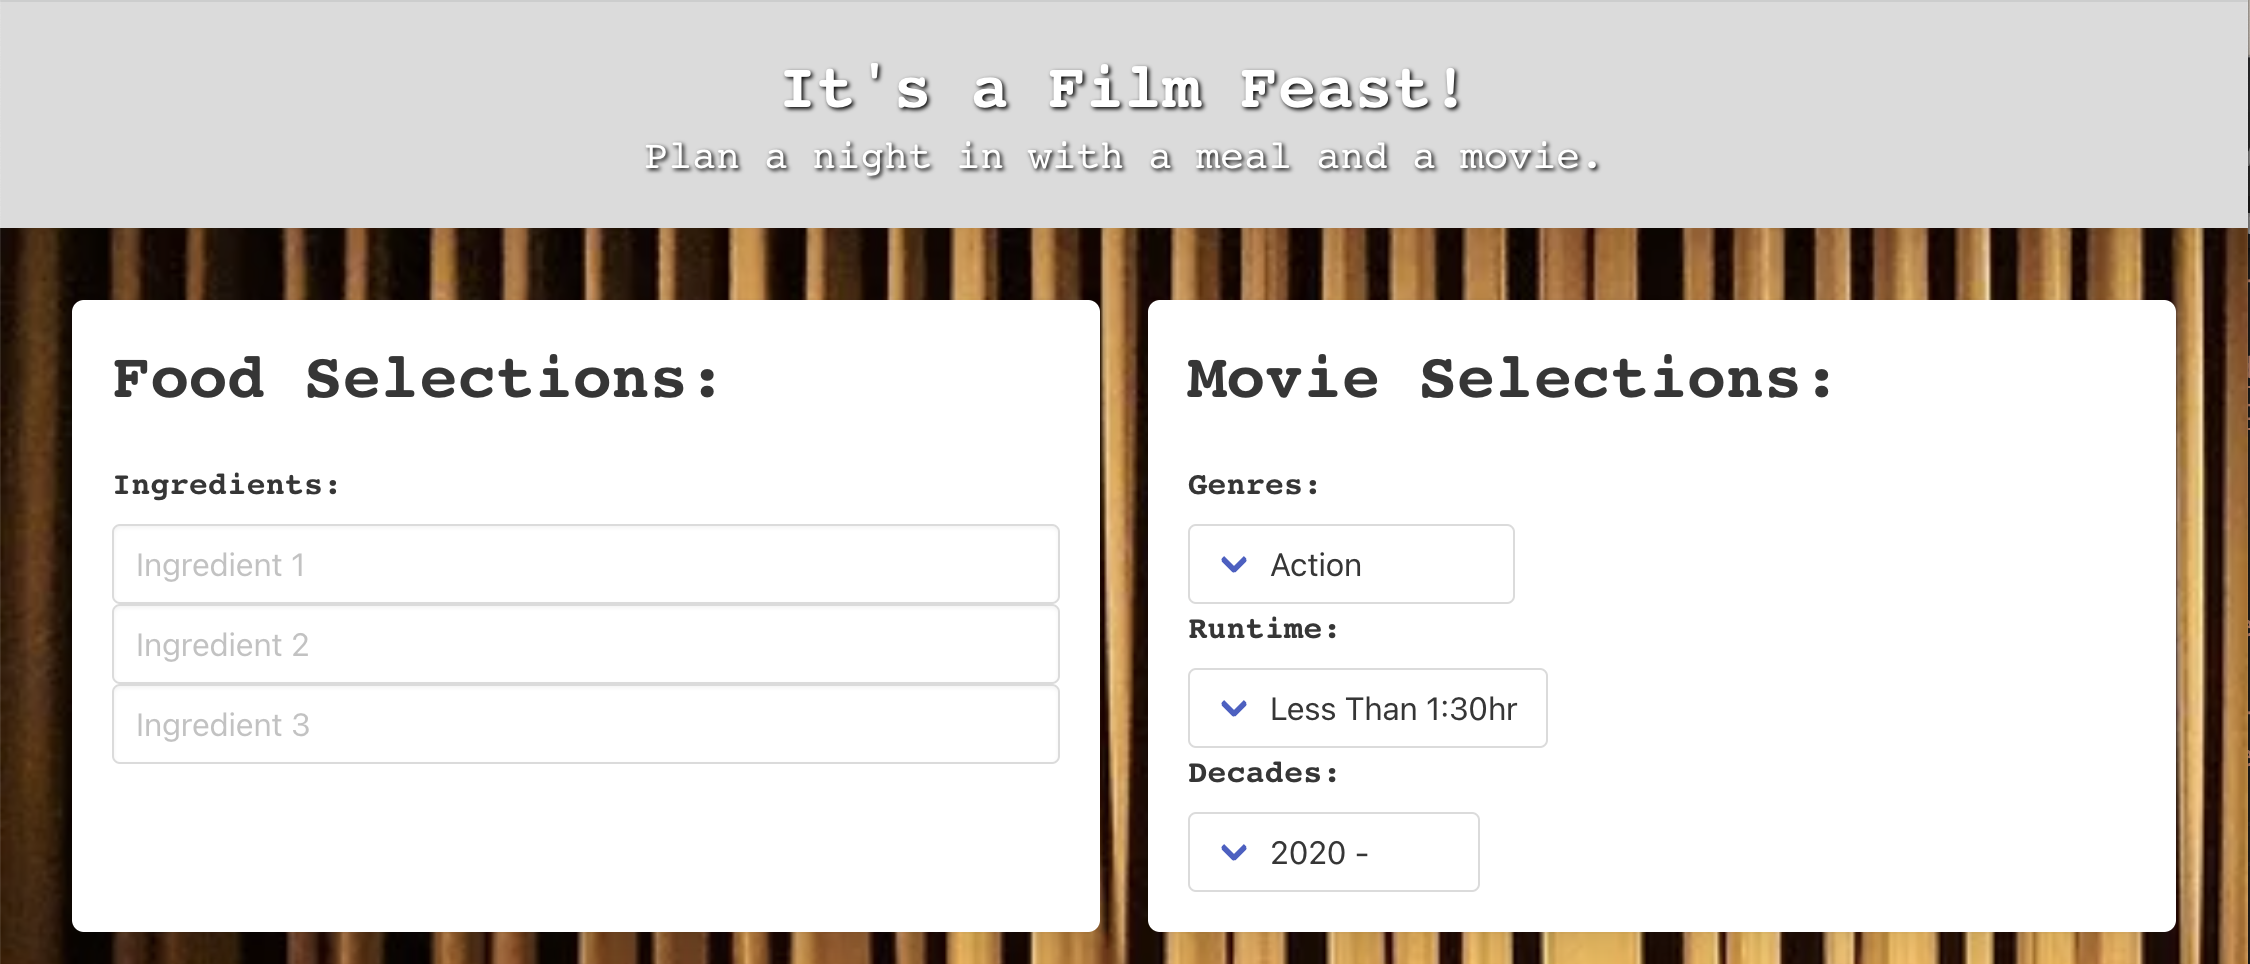 It's a Film Feast!
Plan a night in with a meal and a movie.
Food Selections:
Ingredients:
Ingredient 1
Ingredient 2
Ingredient 3
Movie Selections:
Genres:
Action
Runtime:
Less Than 1:30hr
Decades:
2020 -